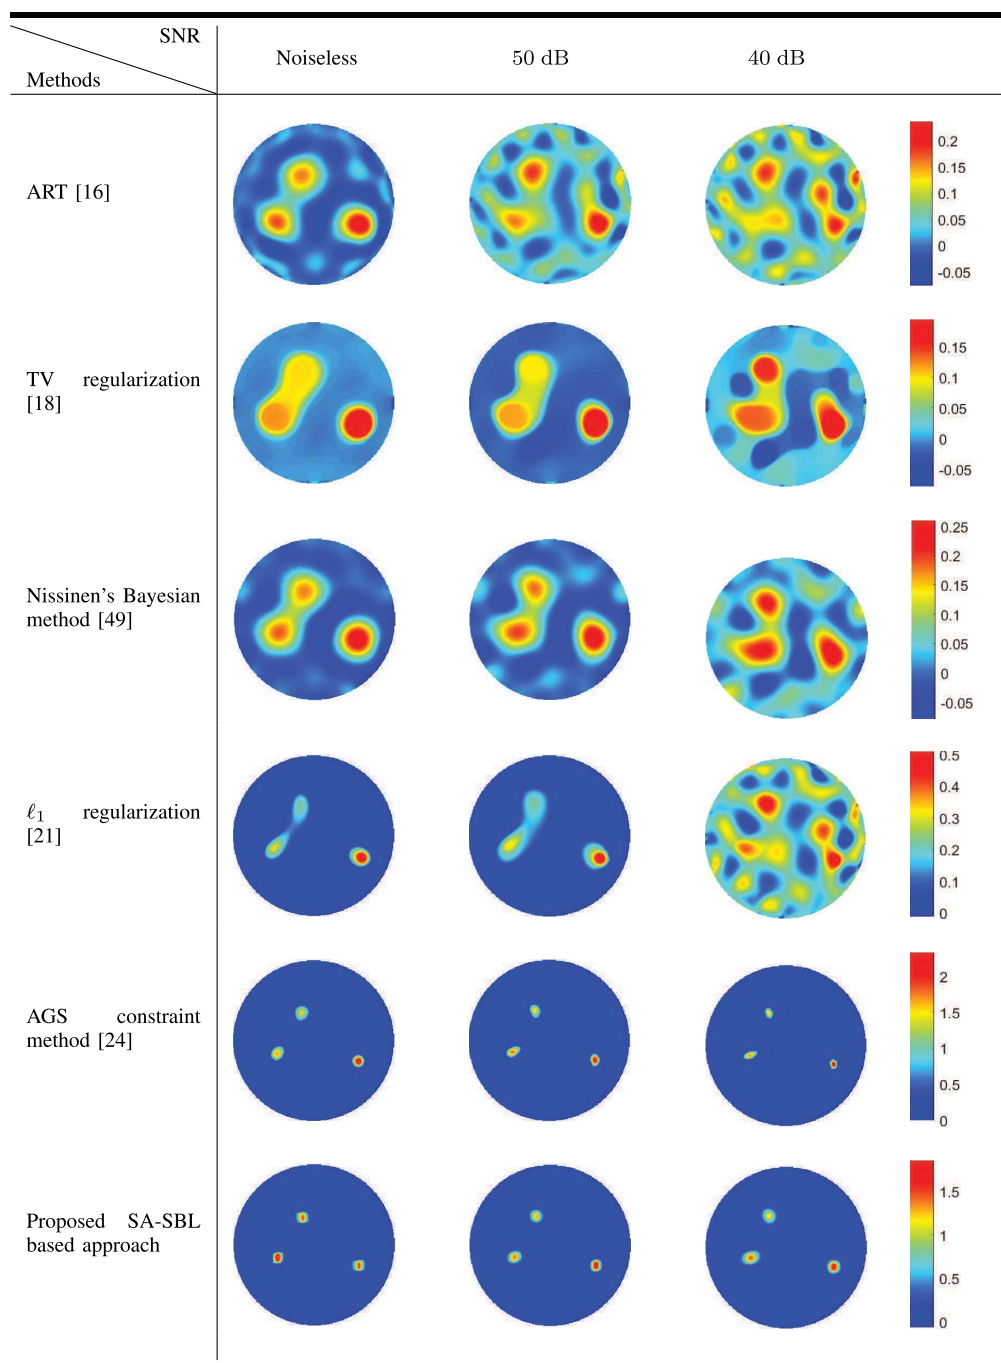 SNR
Methods
Noiseless 50 dB 40 dB
ART [16]
0.2
0.15
0.1
0.05
0
-0.05
TV regularization
[18]
0.15
0.1
0.05
0
-0.05
Nissinen's Bayesian
method [49]
0.25
0.2
0.15
0.1
0.05
0
-0.05
ℓ1 regularization
[21]
0.5
0.4
0.3
0.2
0.1
0
AGS constraint
method [24]
2
1.5
1
0.5
0
Proposed SA-SBL
based approach
1.5
1
0.5
0